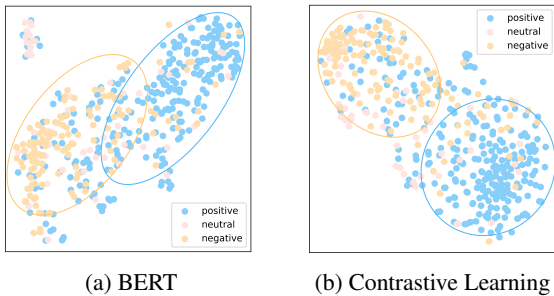 positive
neutral
negative
positive
neutral
negative
(a) BERT
(b) Contrastive Learning